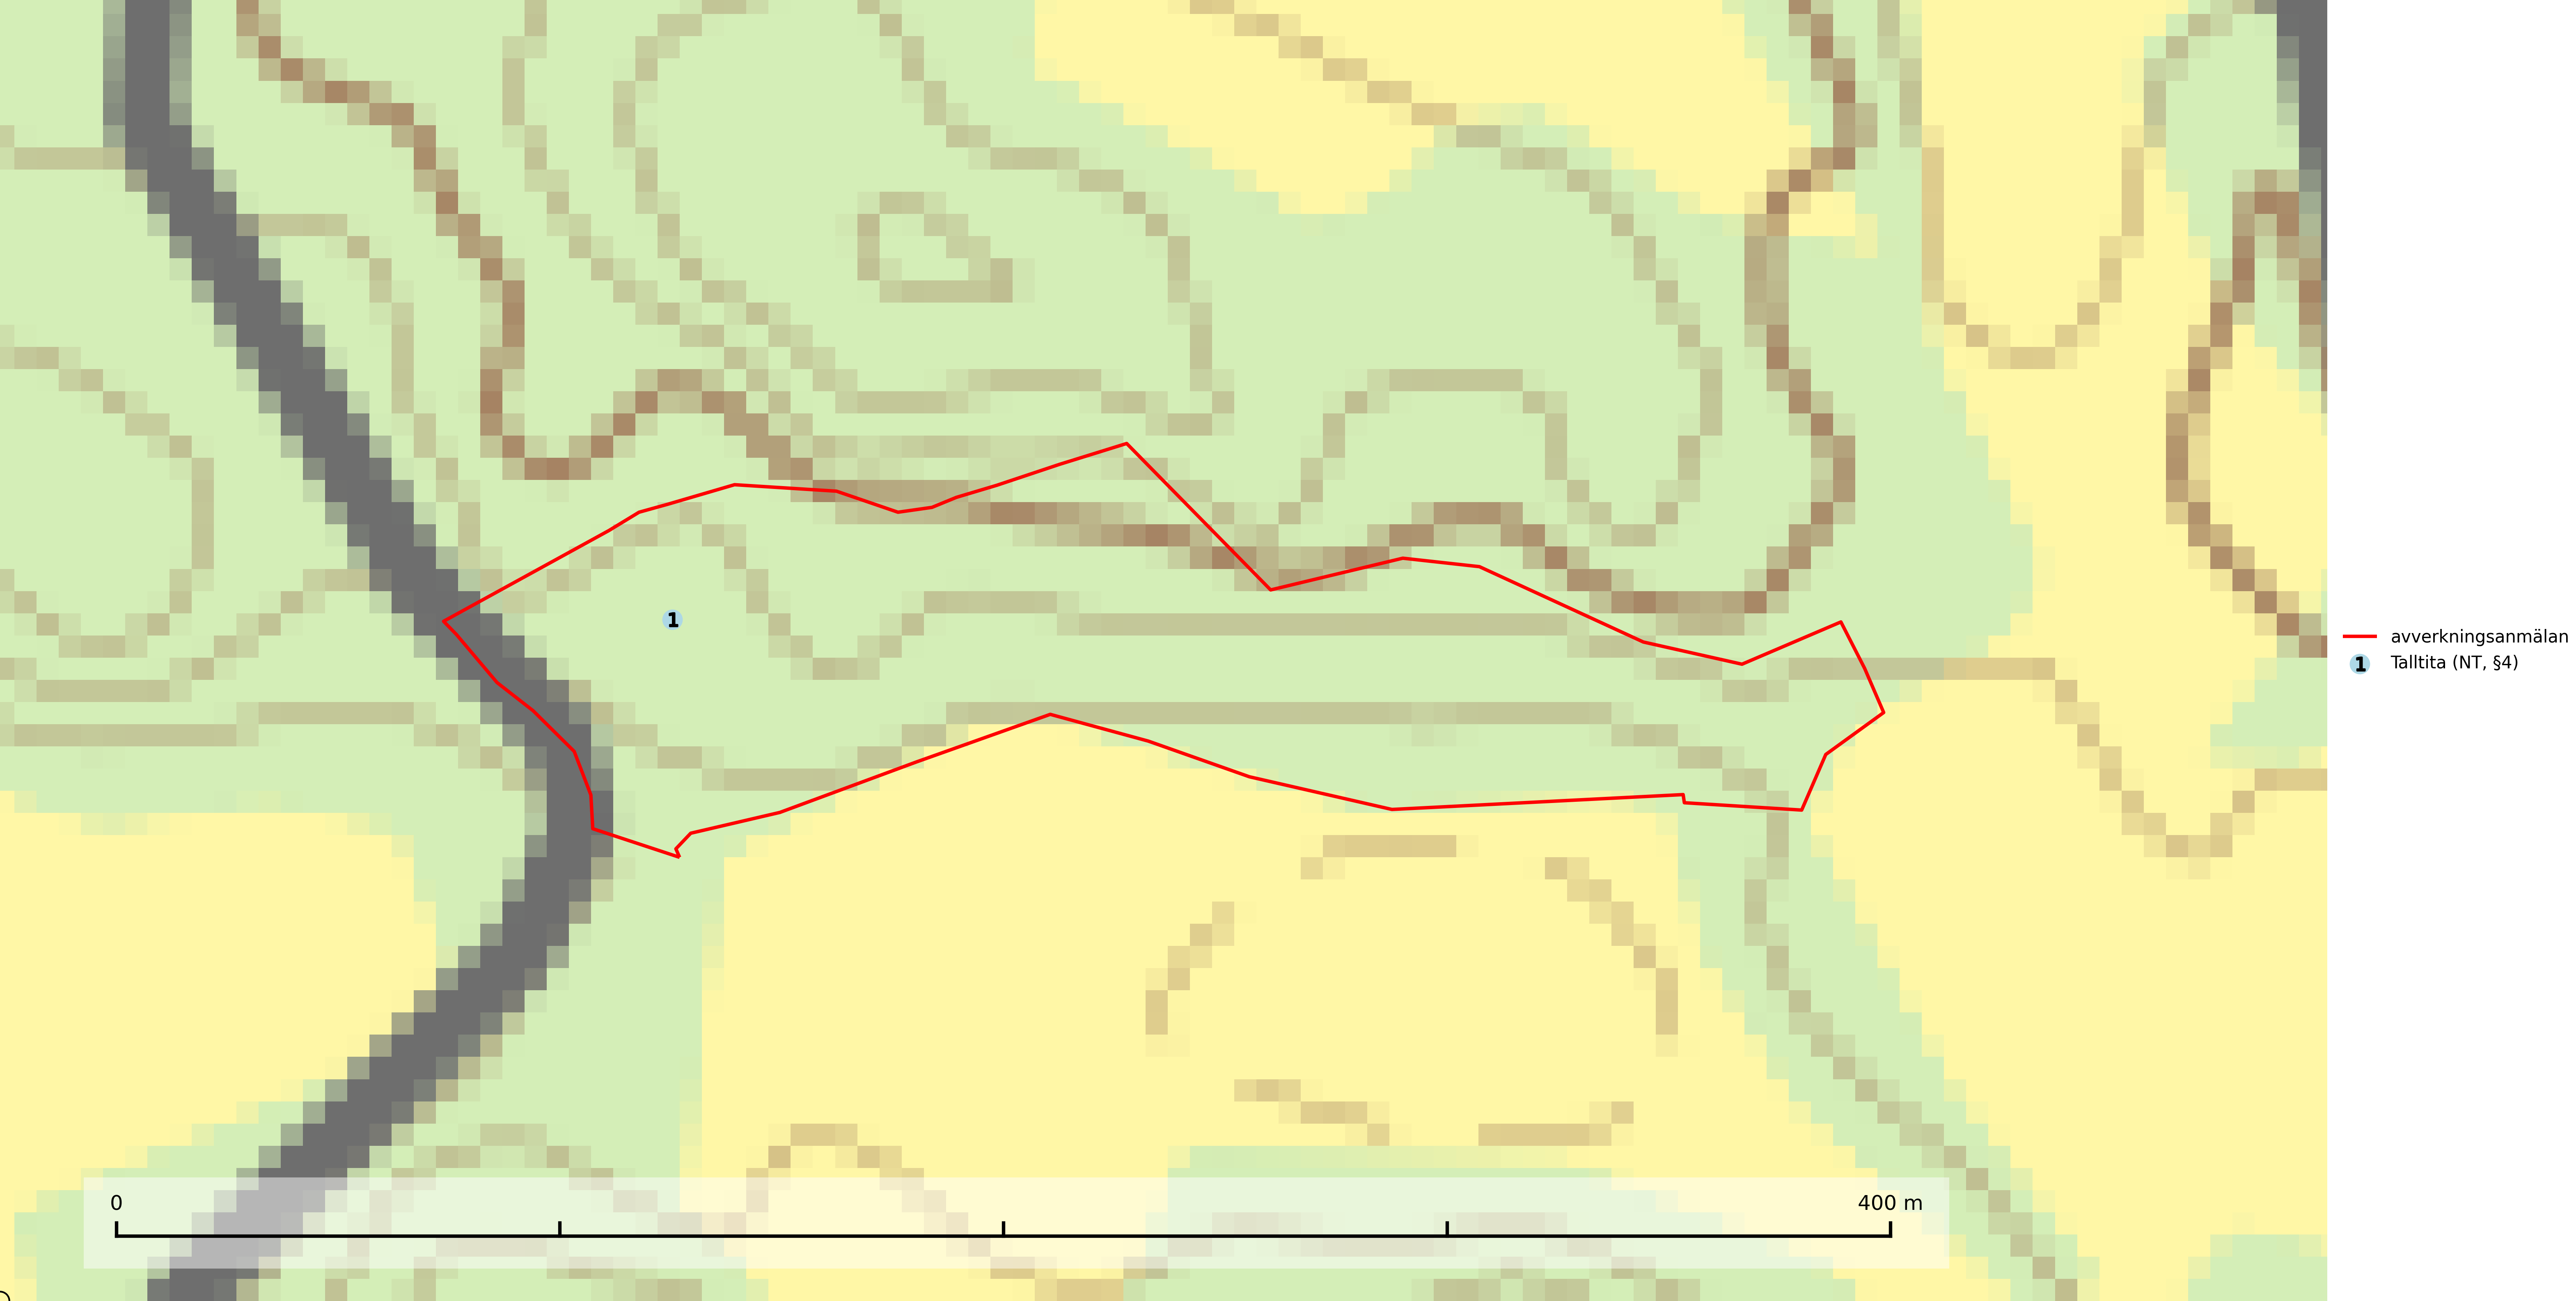 1
avverkningsanmälan
1 Talltita (NT, §4)
0 400 m